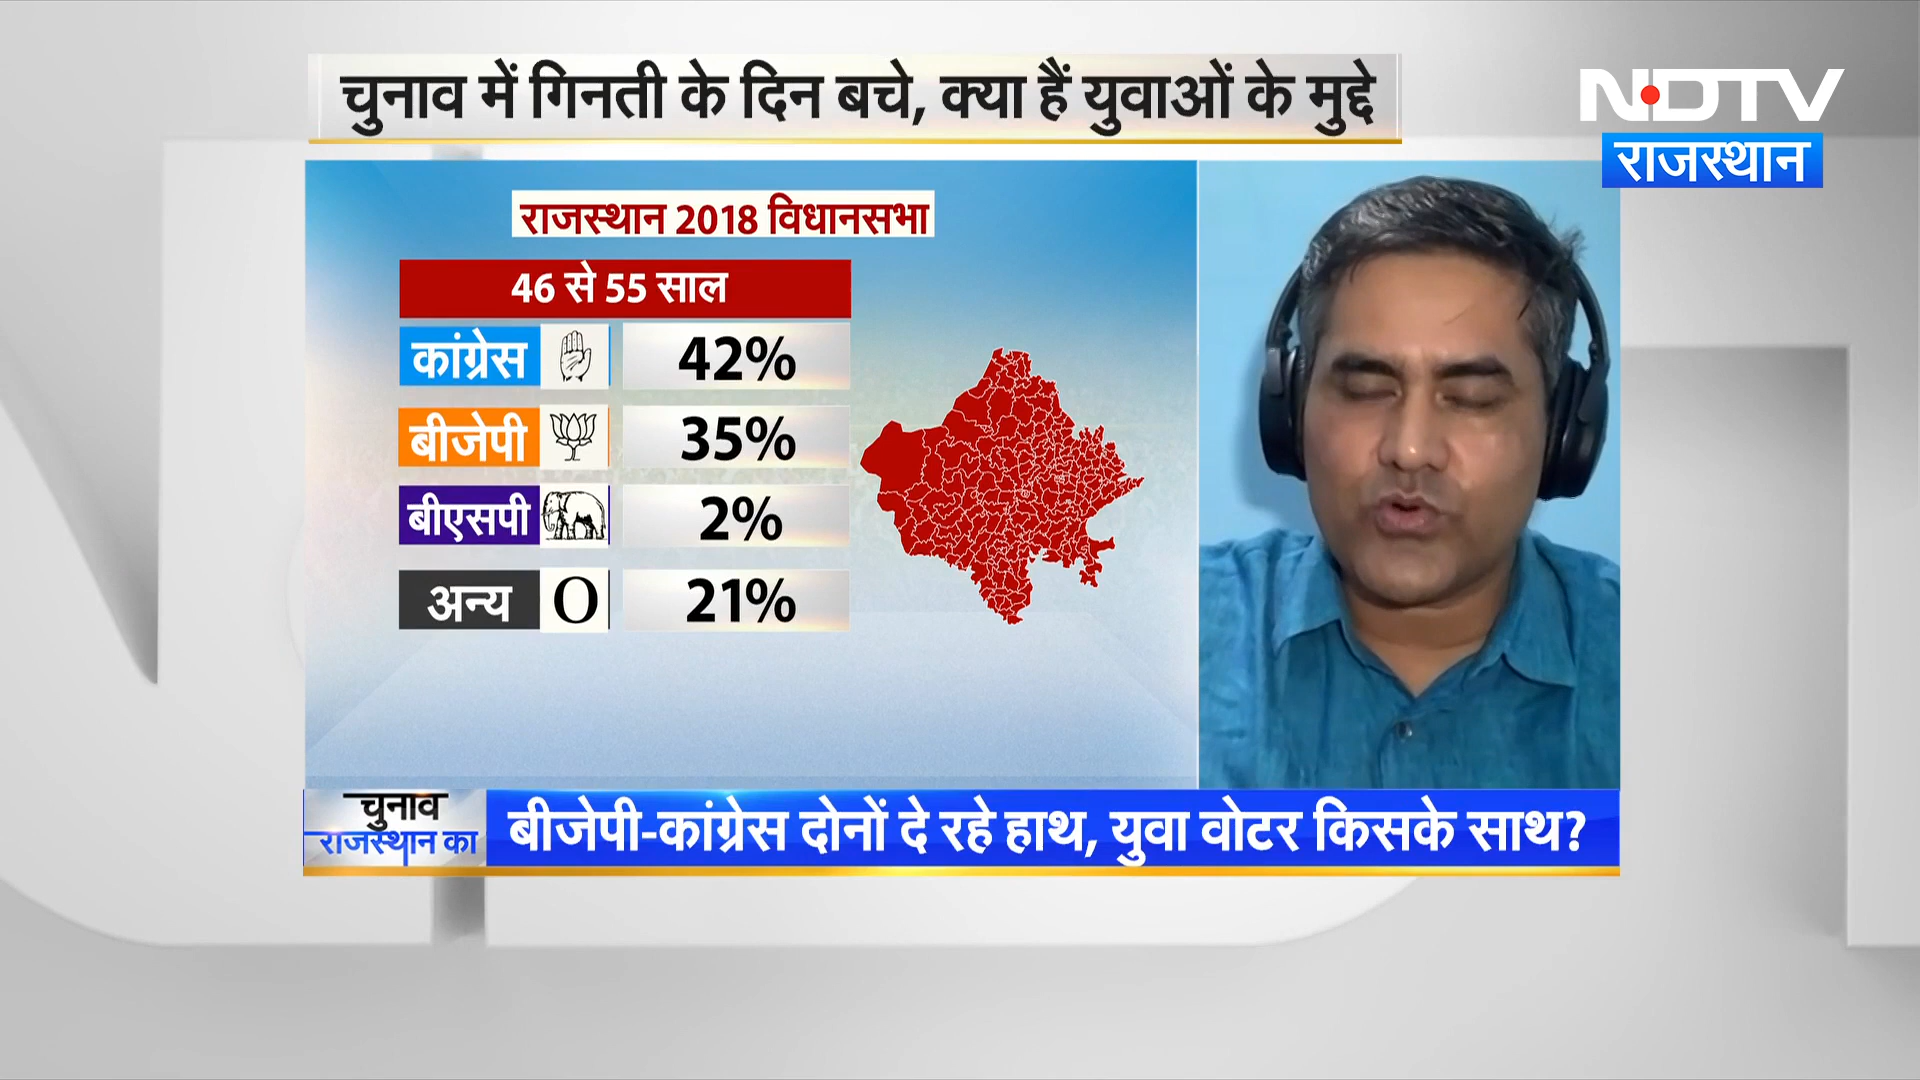 चुनाव में गिनती के दिन बचे, क्या हैं युवाओं के मुद्दे
NDTV
राजस्थान
राजस्थान 2018 विधानसभा
46 से 55 साल
कांग्रेस 42%
बीजेपी 35%
बीएसपी 2%
अन्य O 21%
चुनाव
राजस्थान का
बीजेपी-कांग्रेस दोनों दे रहे हाथ, युवा वोटर किसके साथ?